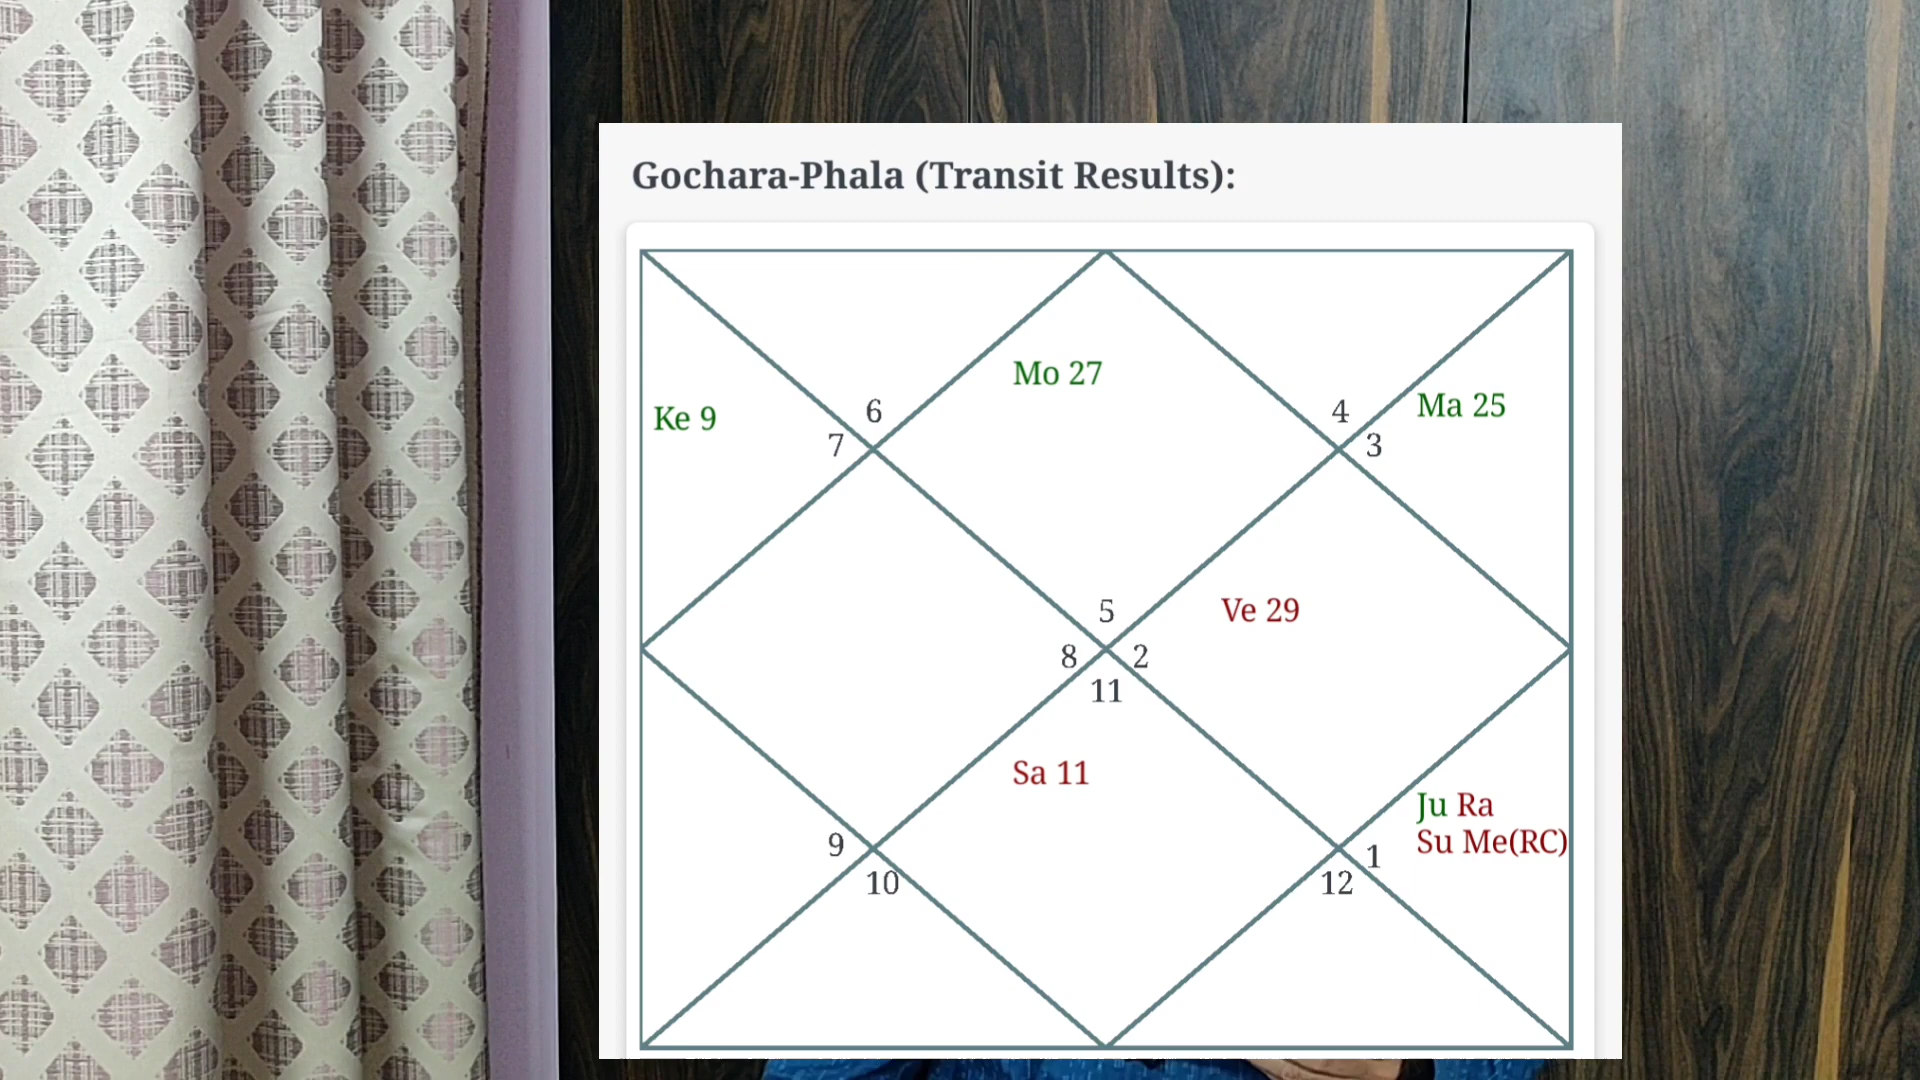 Gochara-Phala (Transit Results):
Mo 27
Ke 9
6
4
Ma 25
7
3
5
Ve 29
8
2
11
Sa 11
Ju Ra
9
Su Me(RC)
1
10
12